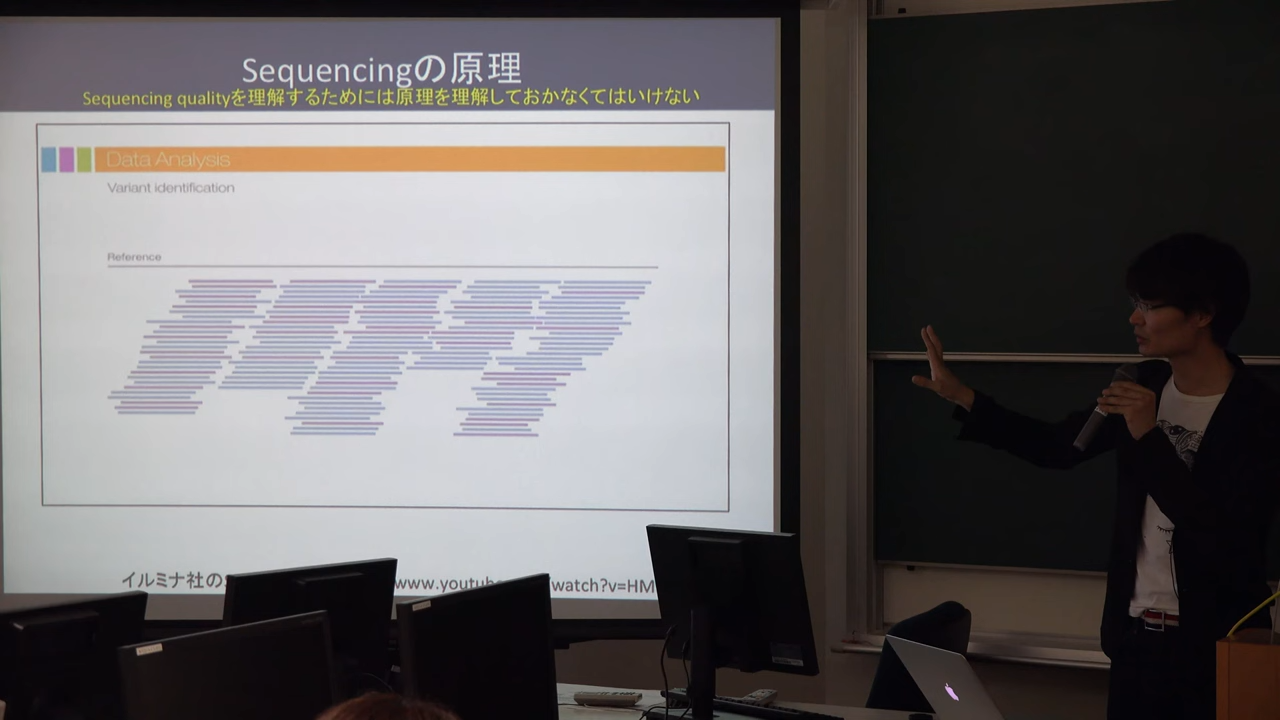 Sequencingの原理
Sequencing qualityを理解するためには原理を理解しておかなくてはいけない
Data Analysis
Variant identification
Reference
イルミナ社の
www.youtube watch?v=HM